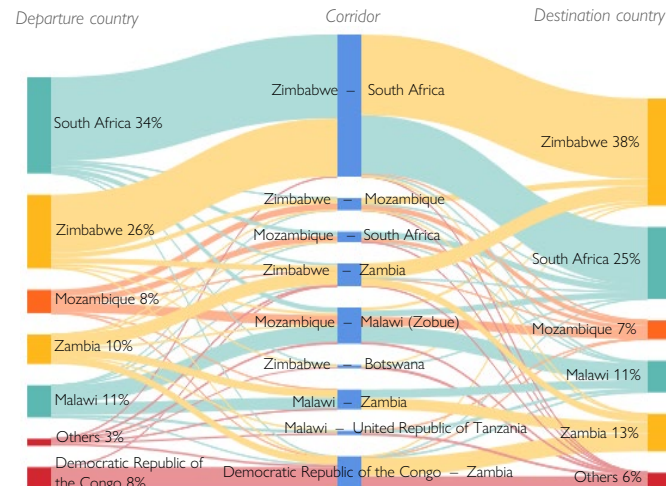 Departure country
Corridor
Destination country
South Africa 34%
Zimbabwe 26%
Mozambique 8%
Zambia 10%
Malawi 11%
Others 3%
Democratic Republic of
the Congo 8%
Zimbabwe – South Africa
Zimbabwe – Mozambique
Mozambique – South Africa
Zimbabwe – Zambia
Mozambique – Malawi (Zobue)
Zimbabwe – Botswana
Malawi – Zambia
Malawi – United Republic of Tanzania
Democratic Republic of the Congo – Zambia
Zimbabwe 38%
South Africa 25%
Mozambique 7%
Malawi 11%
Zambia 13%
Others 6%